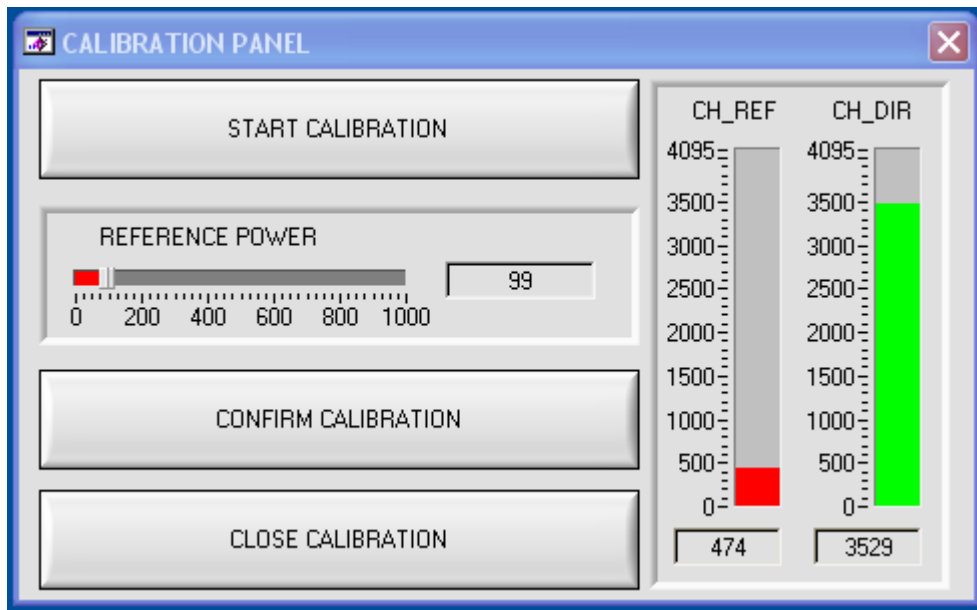 CALIBRATION PANEL
START CALIBRATION
REFERENCE POWER
99
0 200 400 600 800 1000
CONFIRM CALIBRATION
CLOSE CALIBRATION
CH_REF
4095
3500
3000
2500
2000
1500
1000
500
0
474
CH_DIR
4095
3500
3000
2500
2000
1500
1000
500
0
3529